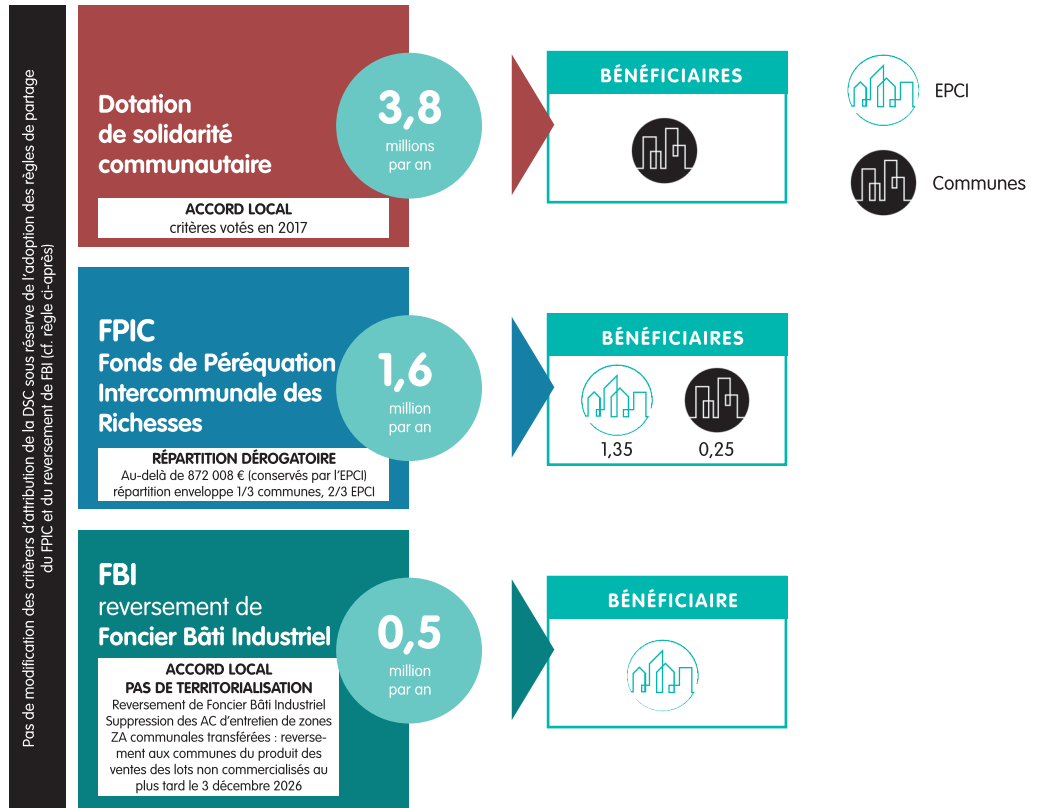 Pas de modification des critèrers d'attribution de la DSC sous réserve de l'adoption des règles de partage
du FPIC et du reversement de FBI (cf. règle ci-après)
Dotation
de solidarité
communautaire
ACCORD LOCAL
critères votés en 2017
3,8
millions
par an
BÉNÉFICIAIRES
EPCI
Communes
FPIC
Fonds de Péréquation
Intercommunale des
Richesses
RÉPARTITION DÉROGATOIRE
Au-delà de 872 008 € (conservés par l'EPCI)
répartition enveloppe 1/3 communes, 2/3 EPCI
1,6
million
par an
BÉNÉFICIAIRES
1,35
0,25
FBI
reversement de
Foncier Bâti Industriel
ACCORD LOCAL
PAS DE TERRITORIALISATION
Reversement de Foncier Bâti Industriel
Suppression des AC d'entretien de zones
ZA communales transférées : reverse-
ment aux communes du produit des
ventes des lots non commercialisés au
plus tard le 3 décembre 2026
0,5
million
par an
BÉNÉFICIAIRE